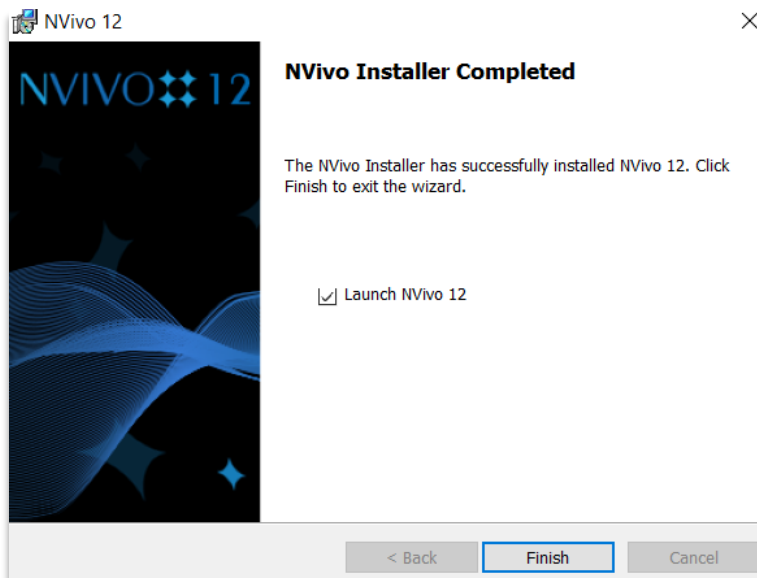 NVivo 12
NVIVO 12
NVivo Installer Completed
The NVivo Installer has successfully installed NVivo 12. Click
Finish to exit the wizard.
Launch NVivo 12
< Back
Finish
Cancel